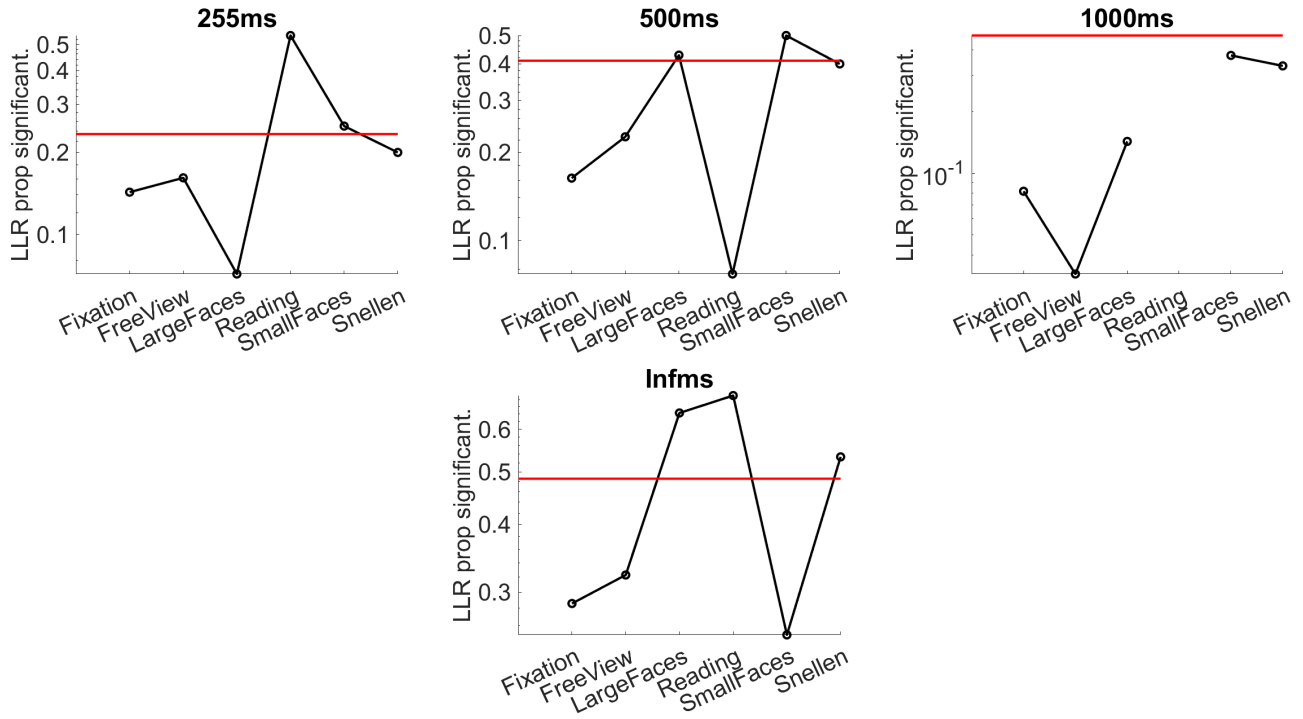 255ms
LLR prop significant.
0.5
0.4
0.3
0.2
0.1
Fixation
FreeView
LargeFaces
Reading
SmallFaces
Snellen
500ms
LLR prop significant.
0.5
0.4
0.3
0.2
0.1
Fixation
FreeView
LargeFaces
Reading
SmallFaces
Snellen
1000ms
LLR prop significant.
10-1
Fixation
FreeView
LargeFaces
Reading
SmallFaces
Snellen
Infms
LLR prop significant.
0.6
0.5
0.4
0.3
Fixation
FreeView
LargeFaces
Reading
SmallFaces
Snellen